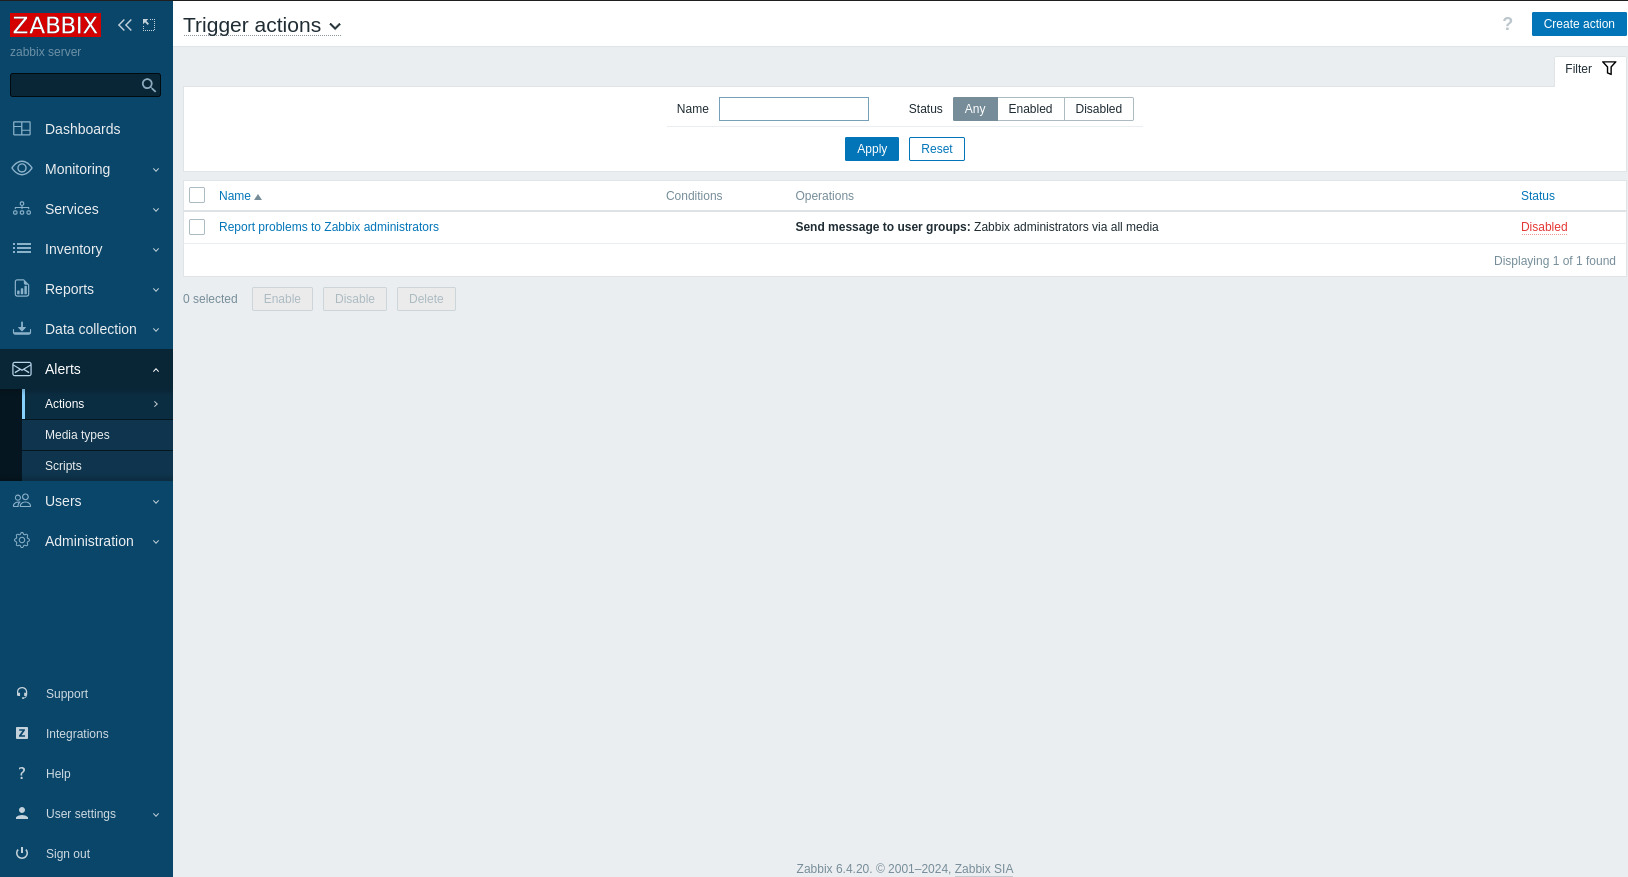 ZABBIX
zabbix server
Dashboards
Monitoring
Services
Inventory
Reports
Data collection
Alerts
Actions
Media types
Scripts
Users
Administration
Support
Integrations
Help
User settings
Sign out
Trigger actions
? Create action
Filter
Name Status Any Enabled Disabled
Apply Reset
Name Conditions Operations Status
Report problems to Zabbix administrators Send message to user groups: Zabbix administrators via all media Disabled
Displaying 1 of 1 found
0 selected Enable Disable Delete
Zabbix 6.4.20. © 2001–2024, Zabbix SIA